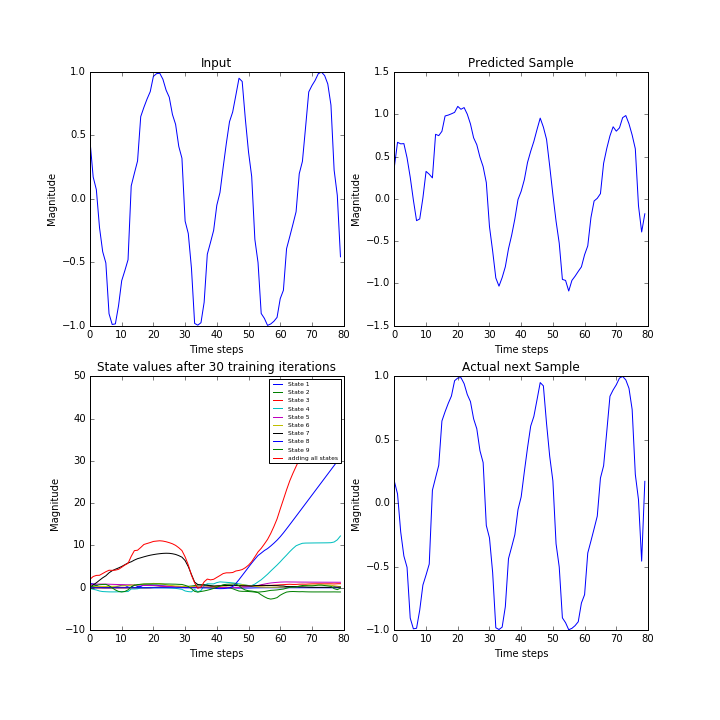 Input
1.0
0.5
0.0
−0.5
−1.0
Magnitude
0 10 20 30 40 50 60 70 80
Time steps
Predicted Sample
1.5
1.0
0.5
0.0
−0.5
−1.0
−1.5
Magnitude
0 10 20 30 40 50 60 70 80
Time steps
State values after 30 training iterations
50
40
30
20
10
0
−10
Magnitude
State 1
State 2
State 3
State 4
State 5
State 6
State 7
State 8
State 9
adding all states
0 10 20 30 40 50 60 70 80
Time steps
Actual next Sample
1.0
0.5
0.0
−0.5
−1.0
Magnitude
0 10 20 30 40 50 60 70 80
Time steps